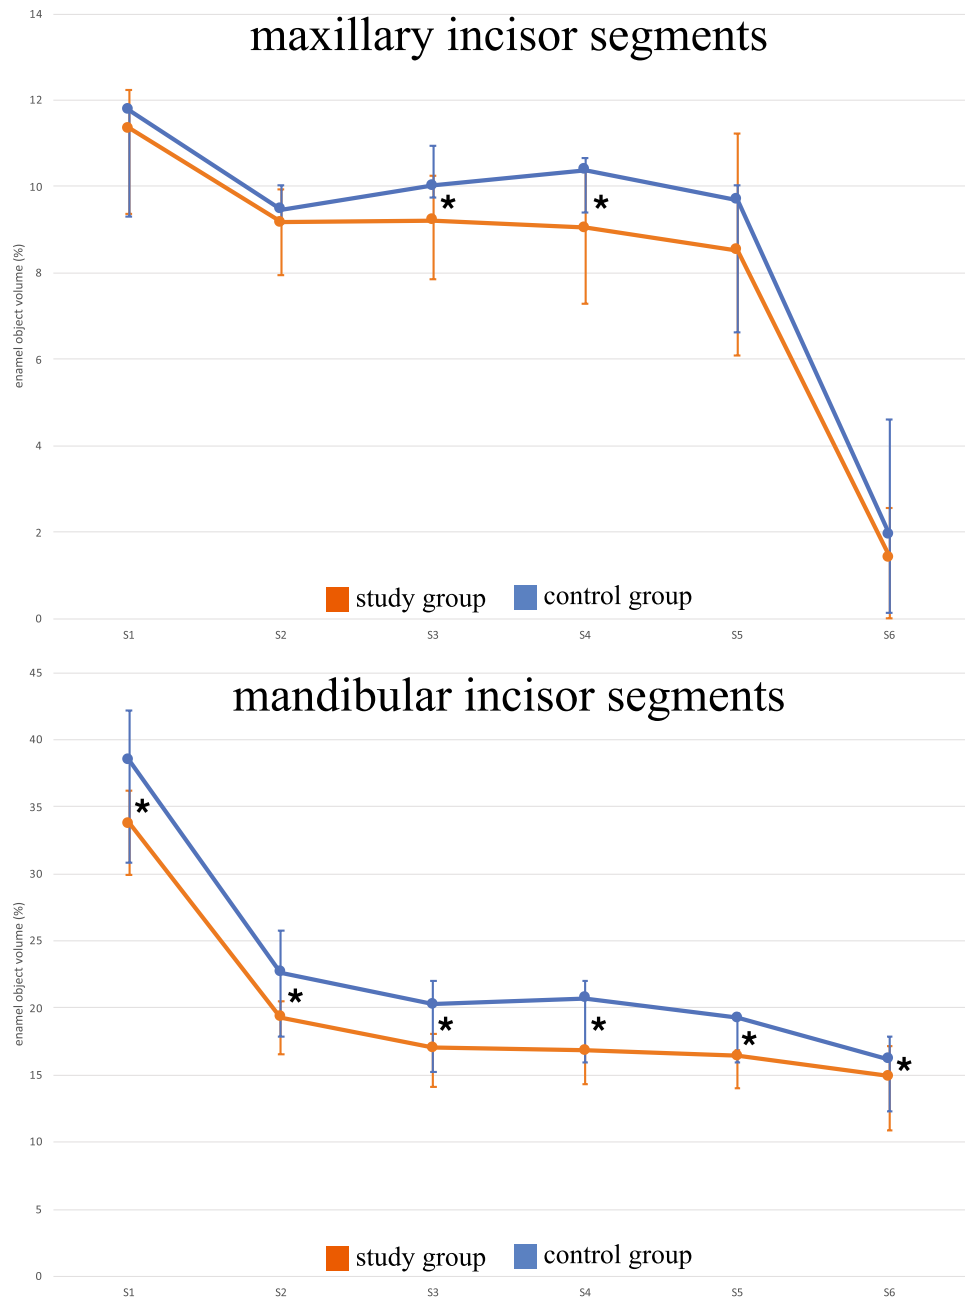 maxillary incisor segments
14
12
10
8
6
4
2
0
enamel object volume (%)
*
*
study group
control group
S1 S2 S3 S4 S5 S6
mandibular incisor segments
45
40
35
30
25
20
15
10
5
0
enamel object volume (%)
*
*
*
*
*
*
study group
control group
S1 S2 S3 S4 S5 S6